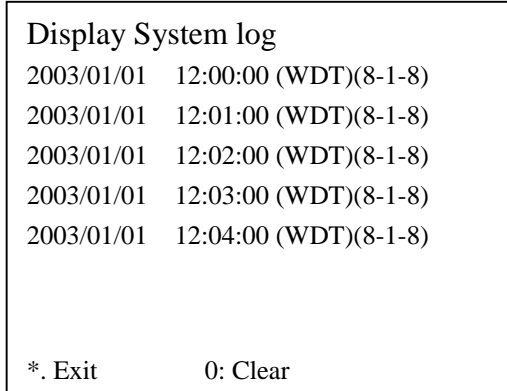 Display System log
2003/01/01 12:00:00 (WDT)(8-1-8)
2003/01/01 12:01:00 (WDT)(8-1-8)
2003/01/01 12:02:00 (WDT)(8-1-8)
2003/01/01 12:03:00 (WDT)(8-1-8)
2003/01/01 12:04:00 (WDT)(8-1-8)
*. Exit 0: Clear